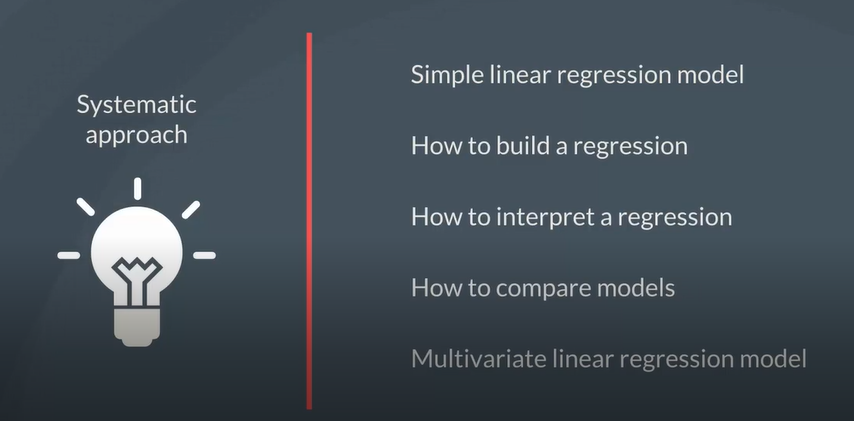 Systematic
approach
Simple linear regression model
How to build a regression
How to interpret a regression
How to compare models
Multivariate linear regression model